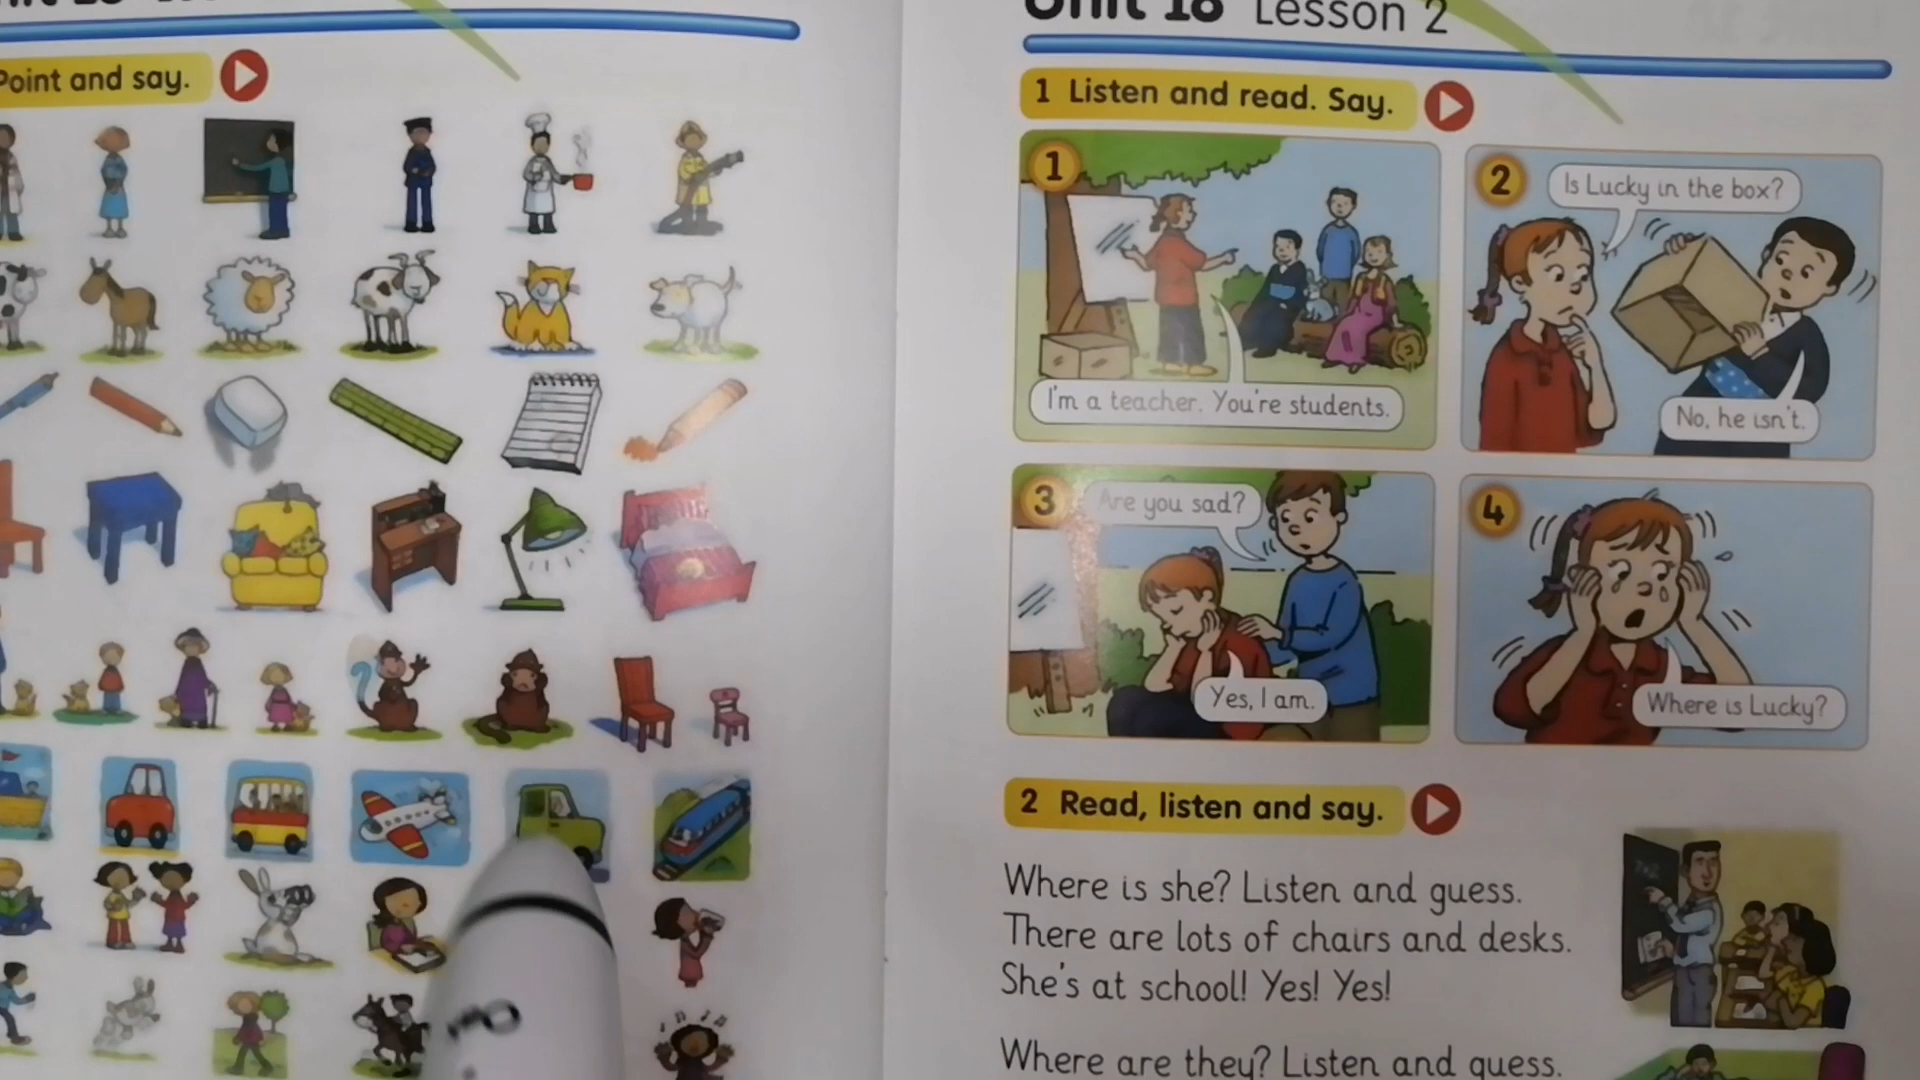 Point and say.
Unit 18 Lesson 2
1 Listen and read. Say.
1
I'm a teacher. You're students.
2
Is Lucky in the box?
No, he isn't.
3
Are you sad?
Yes, I am.
4
Where is Lucky?
2 Read, listen and say.
Where is she? Listen and guess.
There are lots of chairs and desks.
She's at school! Yes! Yes!
Where are they? Listen and guess.